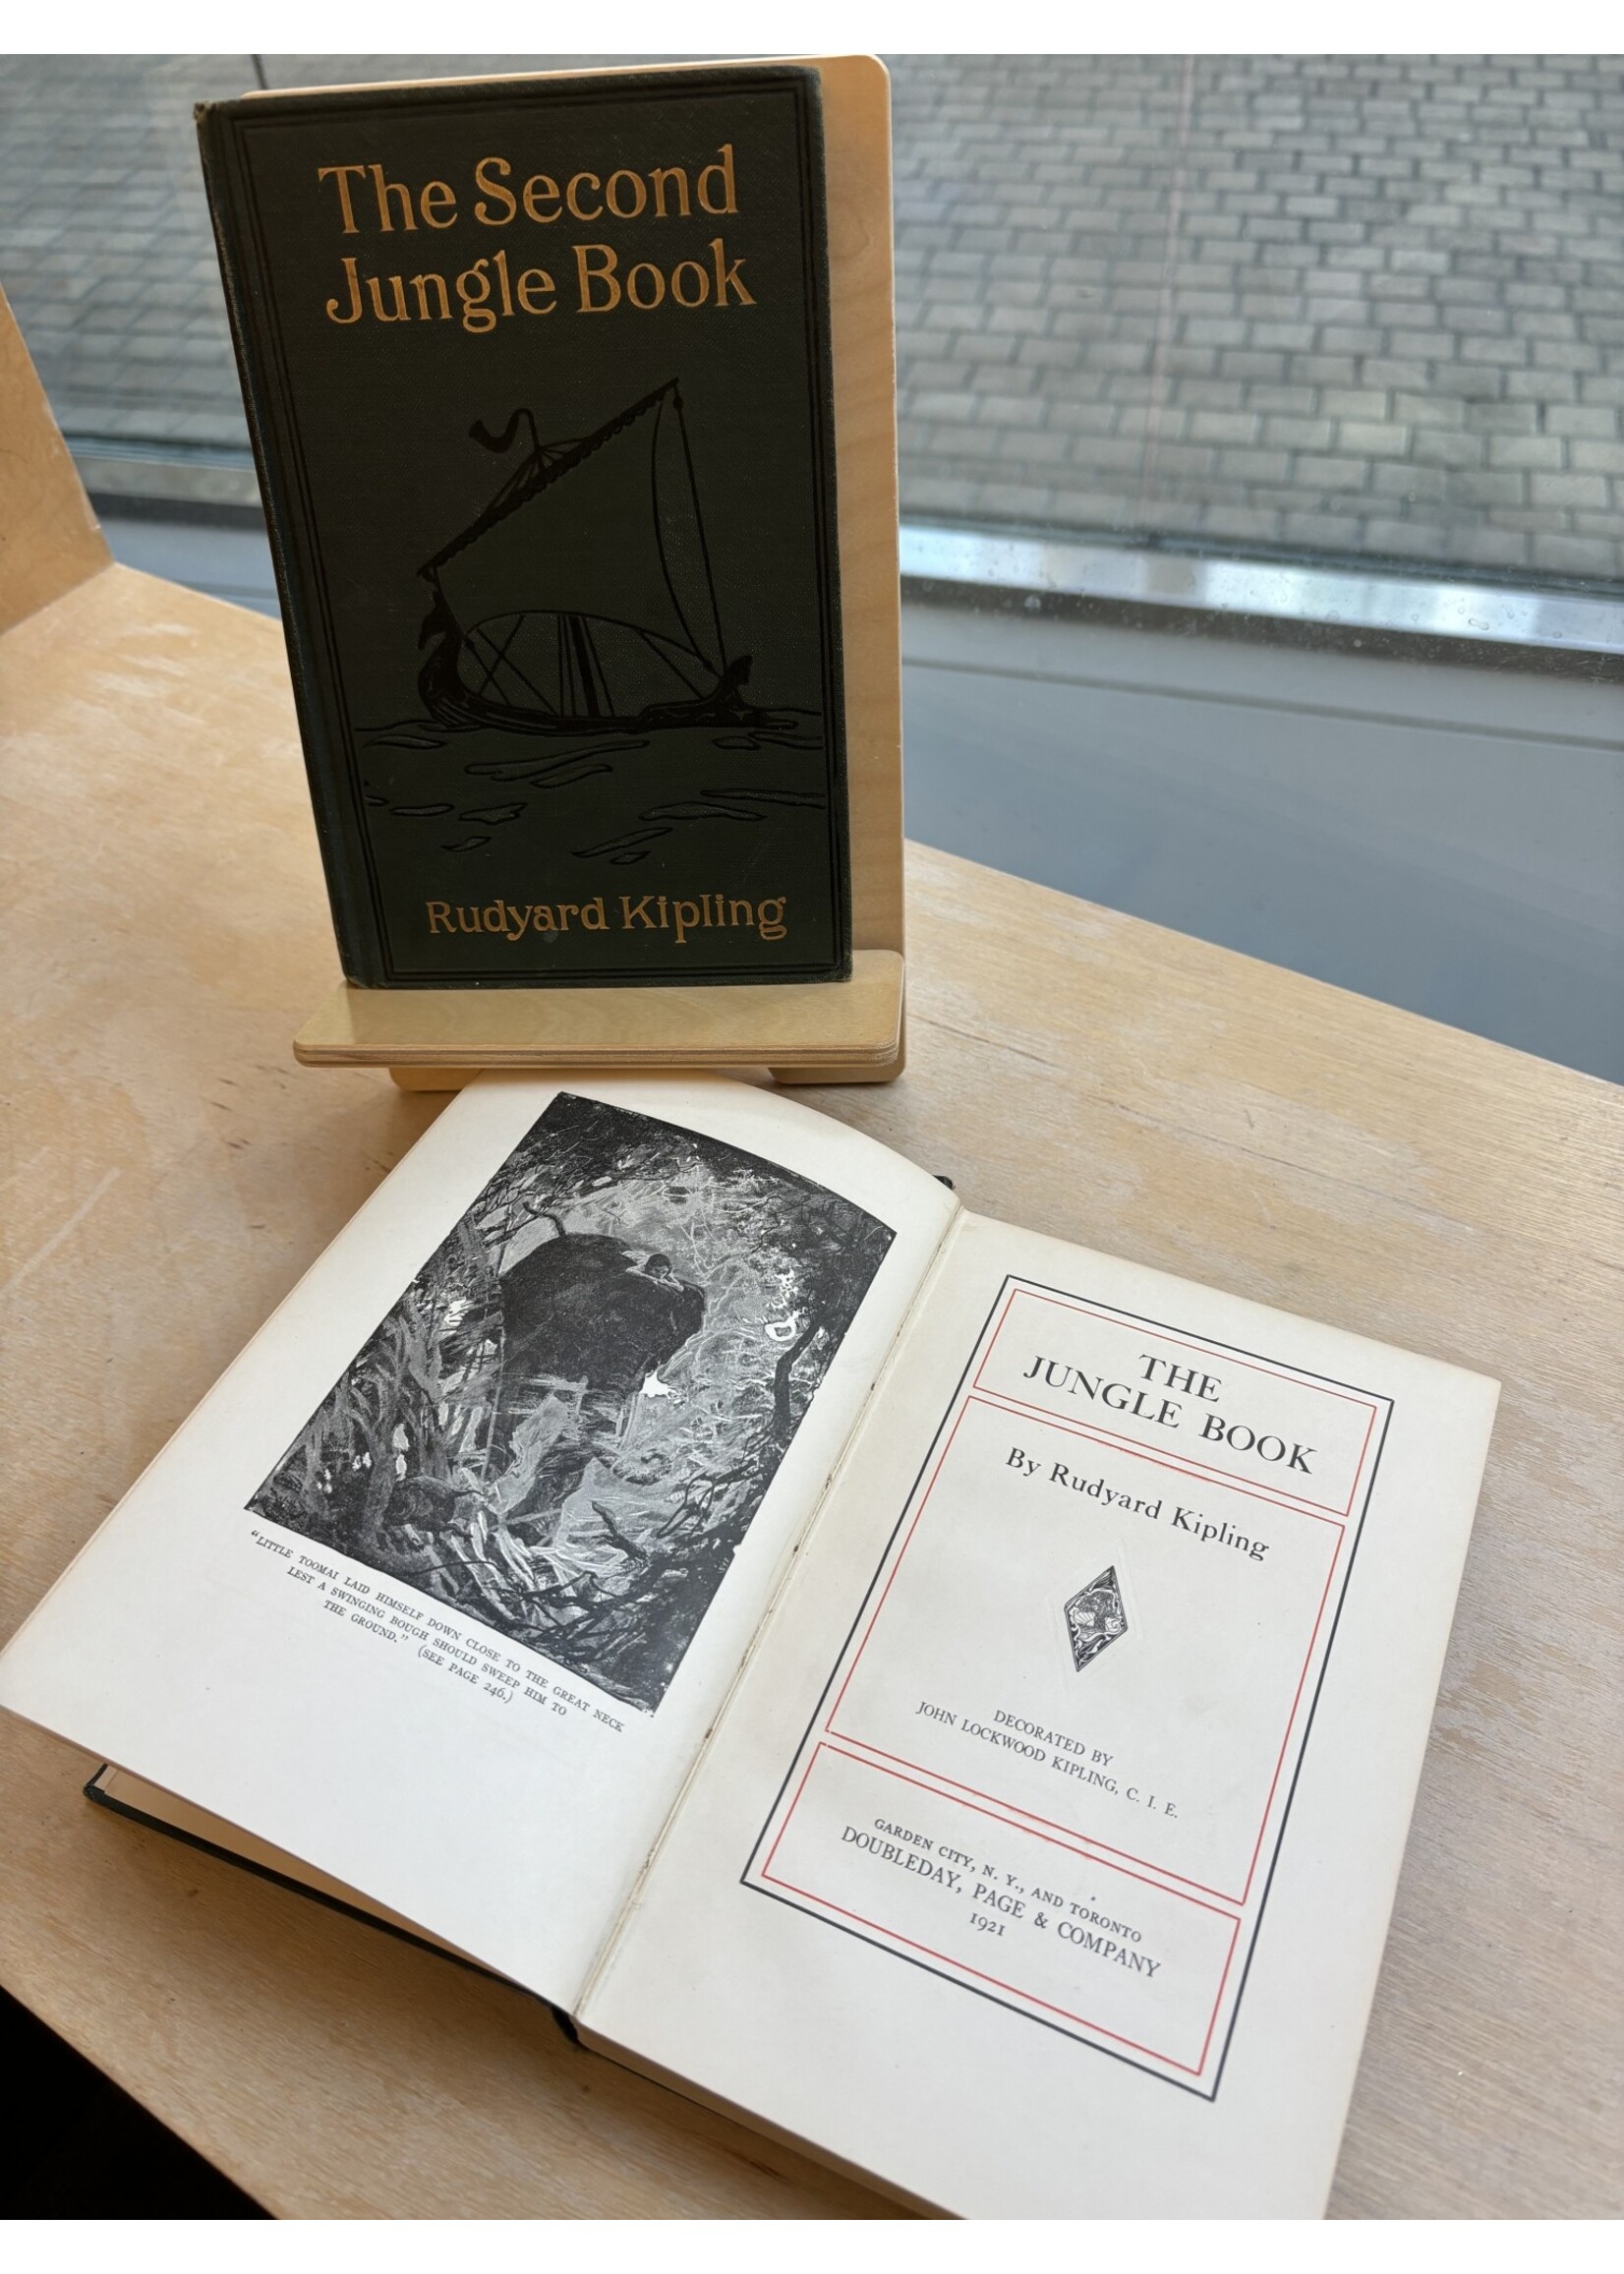 The Second
Jungle Book
Rudyard Kipling
"LITTLE TOOMAI LAID HIMSELF DOWN CLOSE TO THE GREAT NECK
LEST A SWINGING BOUGH SHOULD SWEEP HIM TO
THE GROUND." (SEE PAGE 246.)
THE
JUNGLE BOOK
By Rudyard Kipling
DECORATED BY
JOHN LOCKWOOD KIPLING, C. I. E.
GARDEN CITY, N. Y., AND TORONTO
DOUBLEDAY, PAGE & COMPANY
1921